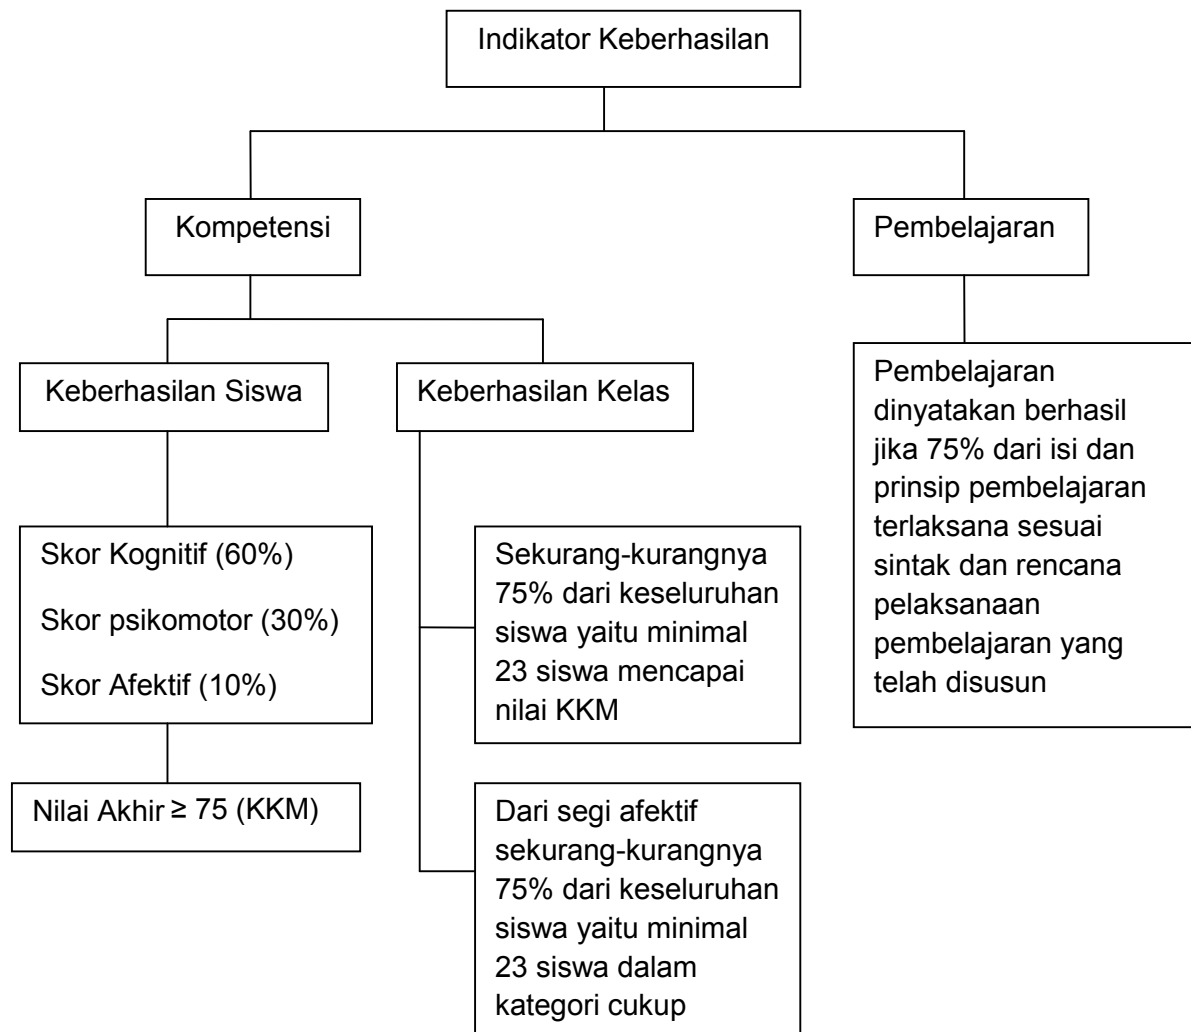 Indikator Keberhasilan
Kompetensi
Pembelajaran
Keberhasilan Siswa
Keberhasilan Kelas
Skor Kognitif (60%)
Skor psikomotor (30%)
Skor Afektif (10%)
Nilai Akhir ≥ 75 (KKM)
Sekurang-kurangnya
75% dari keseluruhan
siswa yaitu minimal
23 siswa mencapai
nilai KKM
Dari segi afektif
sekurang-kurangnya
75% dari keseluruhan
siswa yaitu minimal
23 siswa dalam
kategori cukup
Pembelajaran
dinyatakan berhasil
jika 75% dari isi dan
prinsip pembelajaran
terlaksana sesuai
sintak dan rencana
pelaksanaan
pembelajaran yang
telah disusun